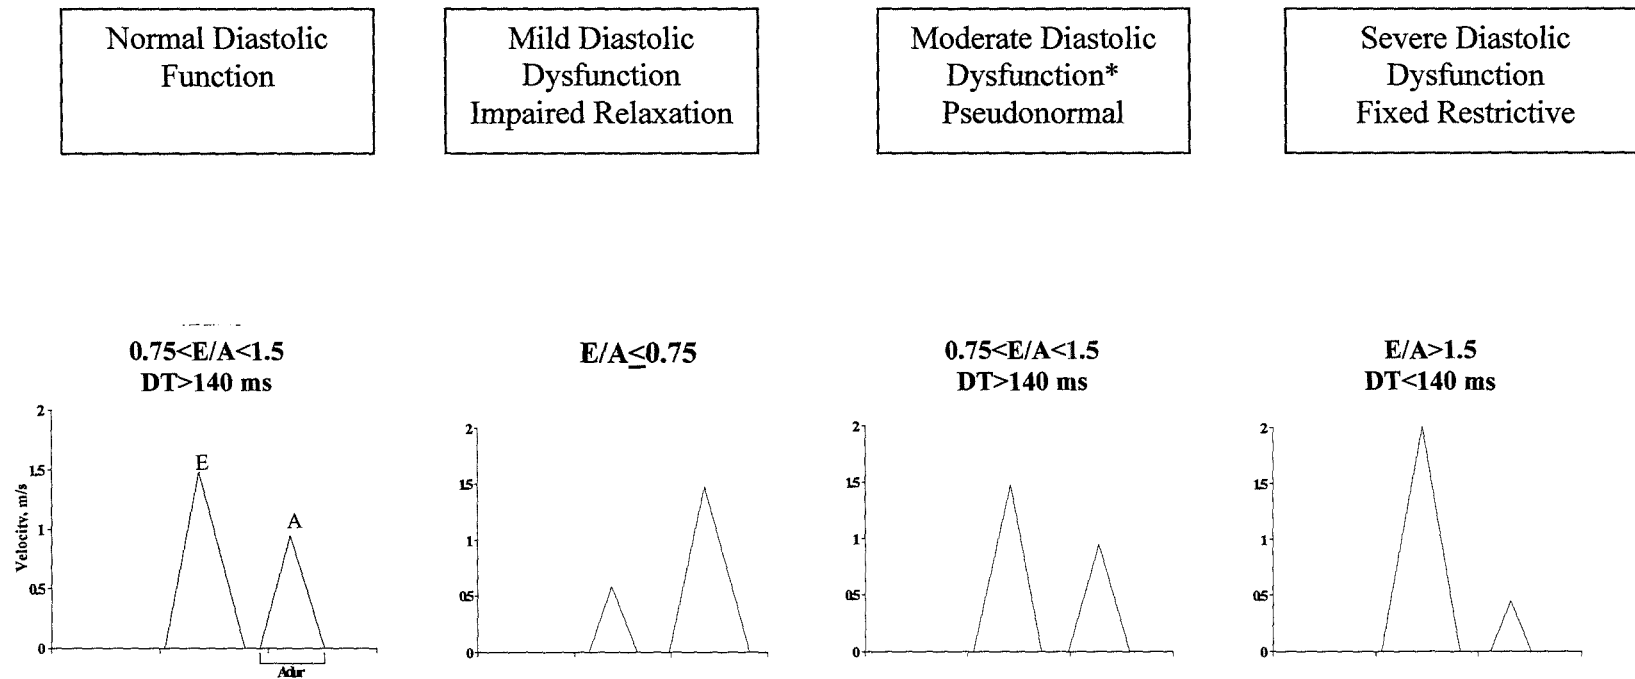 Normal Diastolic
Function
Mild Diastolic
Dysfunction
Impaired Relaxation
Moderate Diastolic
Dysfunction*
Pseudonormal
Severe Diastolic
Dysfunction
Fixed Restrictive
0.75<E/A<1.5
DT>140 ms
E/A≤0.75
0.75<E/A<1.5
DT>140 ms
E/A>1.5
DT<140 ms
Velocity, m/s
2
1.5
1
0.5
0
E
A
Adur
2
1.5
1
0.5
0
2
1.5
1
0.5
0
2
1.5
1
0.5
0